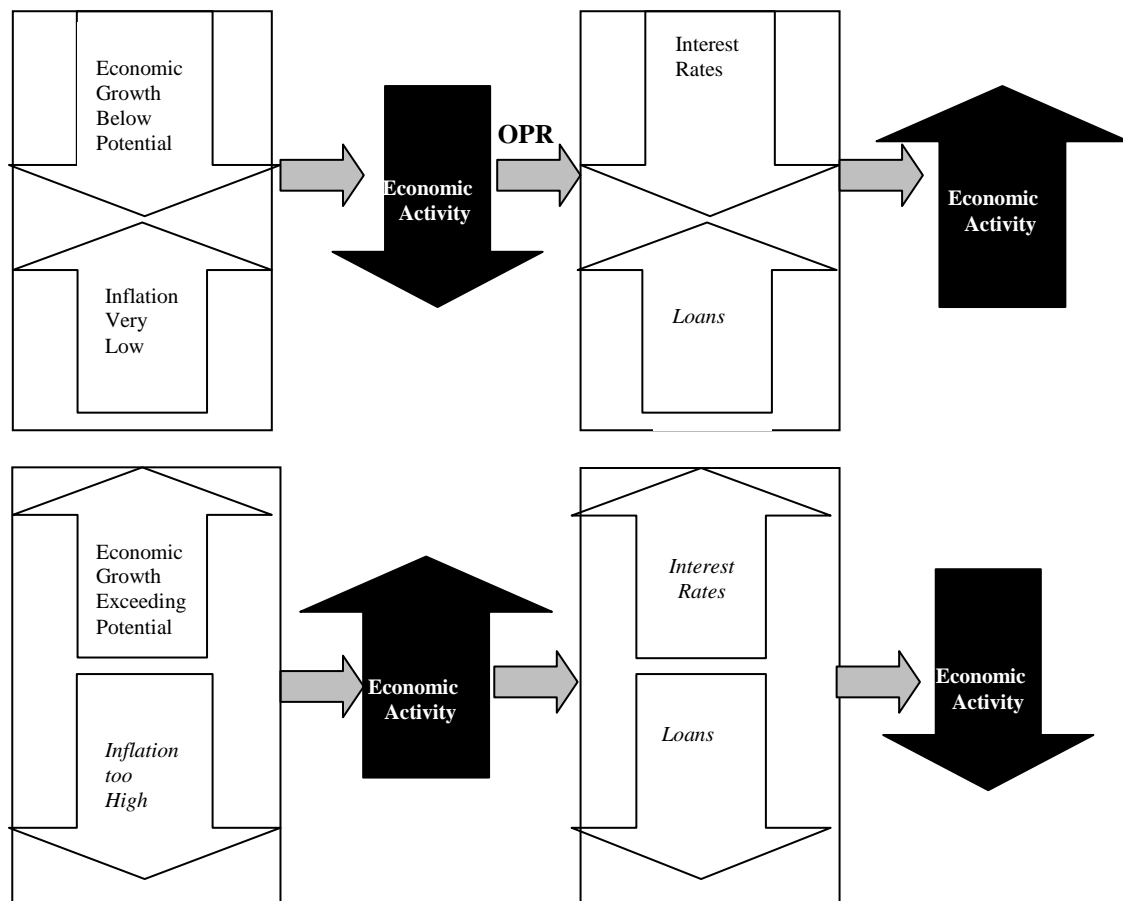 Economic
Growth
Below
Potential
Inflation
Very
Low
Economic
Activity
OPR
Interest
Rates
Loans
Economic
Activity
Economic
Growth
Exceeding
Potential
Inflation
too
High
Economic
Activity
Interest
Rates
Loans
Economic
Activity